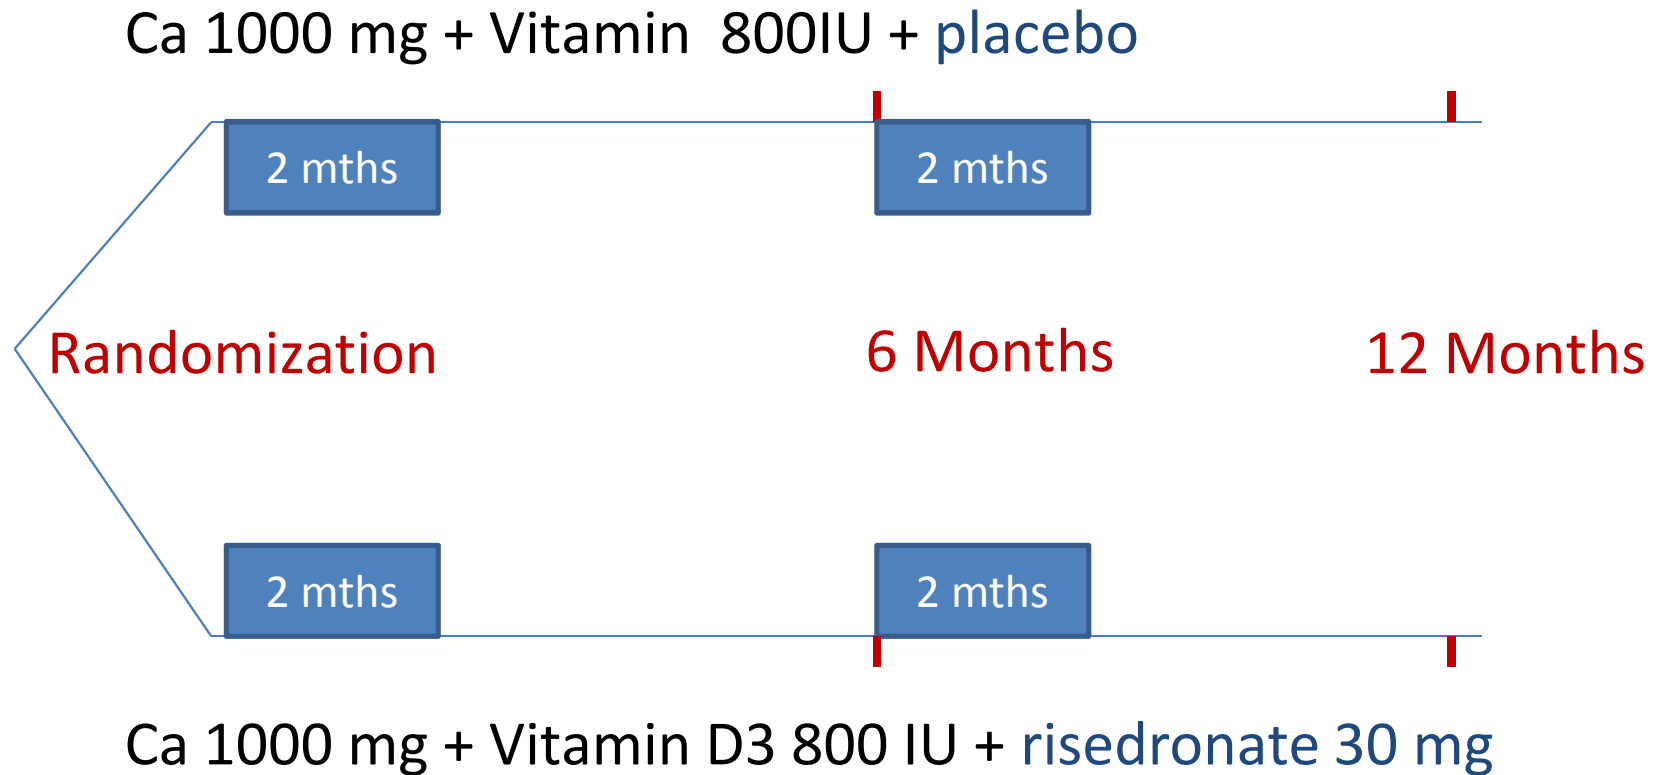 Ca 1000 mg + Vitamin  800IU + placebo
2 mths 2 mths
Randomization 6 Months 12 Months
2 mths 2 mths
Ca 1000 mg + Vitamin D3 800 IU + risedronate 30 mg